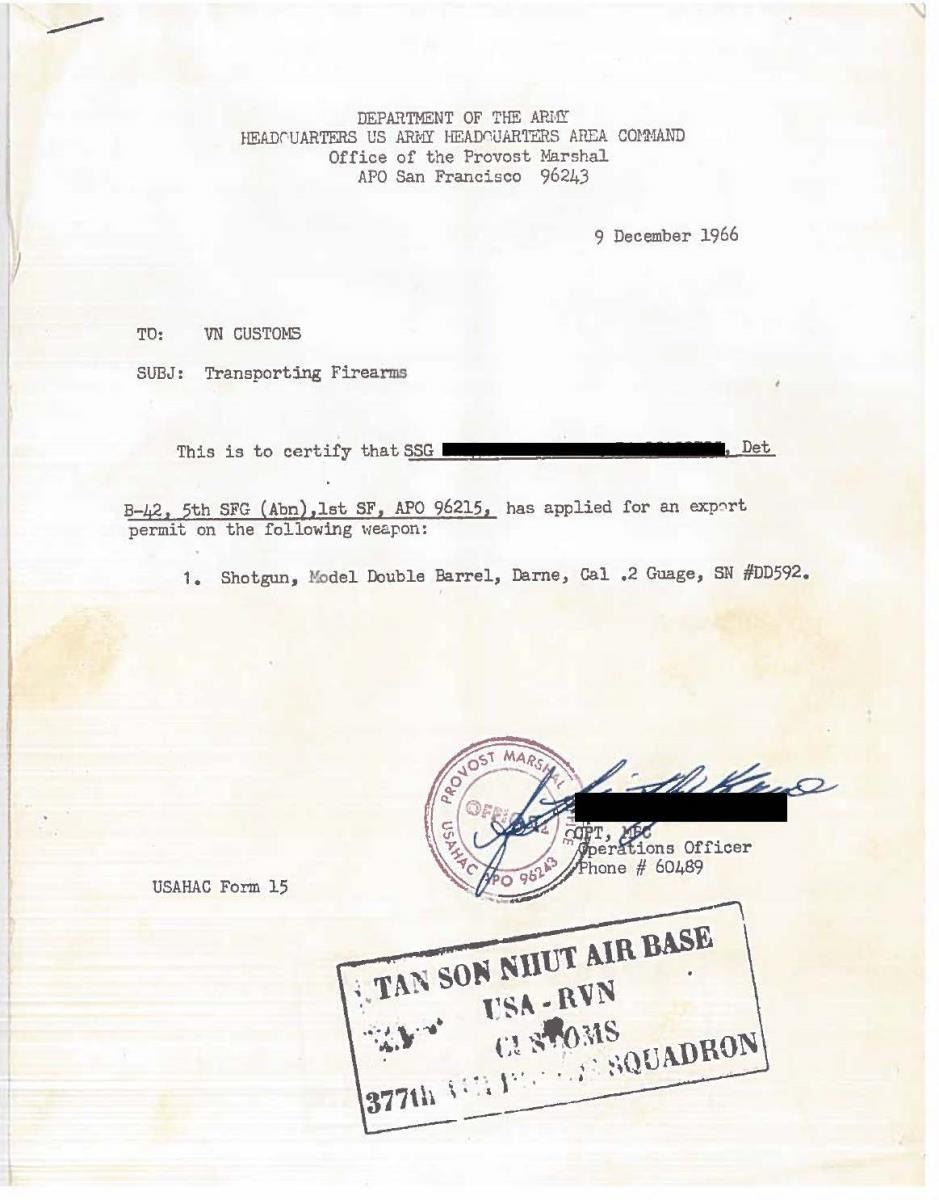 DEPARTMENT OF THE ARMY
HEADQUARTERS US ARMY HEADQUARTERS AREA COMMAND
Office of the Provost Marshal
APO San Francisco 96243
9 December 1966
TO: VN CUSTOMS
SUBJ: Transporting Firearms
This is to certify that SSG , Det
B-42, 5th SFG (Abn),1st SF, APO 96215, has applied for an export
permit on the following weapon:
1. Shotgun, Model Double Barrel, Darne, Cal .2 Guage, SN #DD592.
PROVOST MARSHAL OFFICE
USAHAC APO 96243
CPT, MPC
Operations Officer
Phone # 60489
USAHAC Form 15
TAN SON NHUT AIR BASE
USA - RVN
CUSTOMS
377th SQUADRON